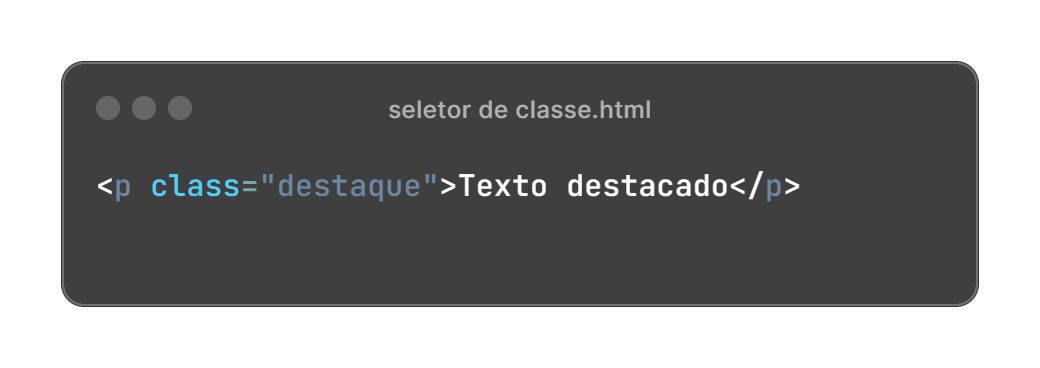 seletor de classe.html
<p class="destaque">Texto destacado</p>